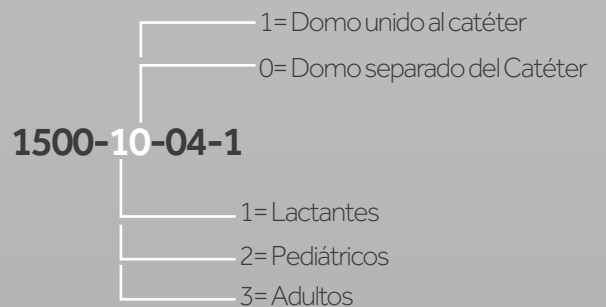 1= Domo unido al catéter
0= Domo separado del Catéter
1500-10-04-1
1= Lactantes
2= Pediátricos
3= Adultos